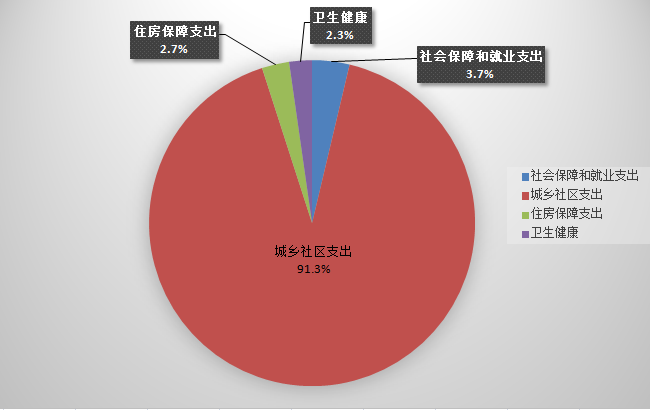 卫生健康
2.3%
住房保障支出
2.7%
社会保障和就业支出
3.7%
城乡社区支出
91.3%
社会保障和就业支出
城乡社区支出
住房保障支出
卫生健康